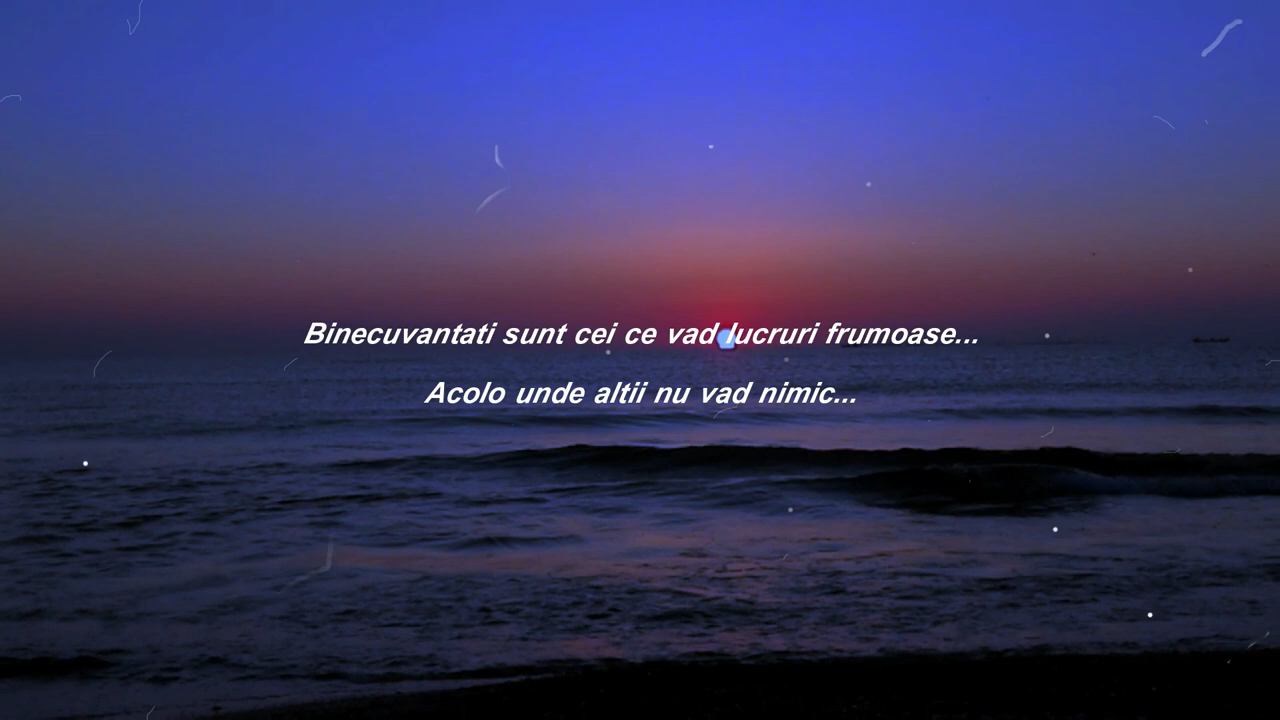 Binecuvantati sunt cei ce vad lucruri frumoase...
Acolo unde altii nu vad nimic...